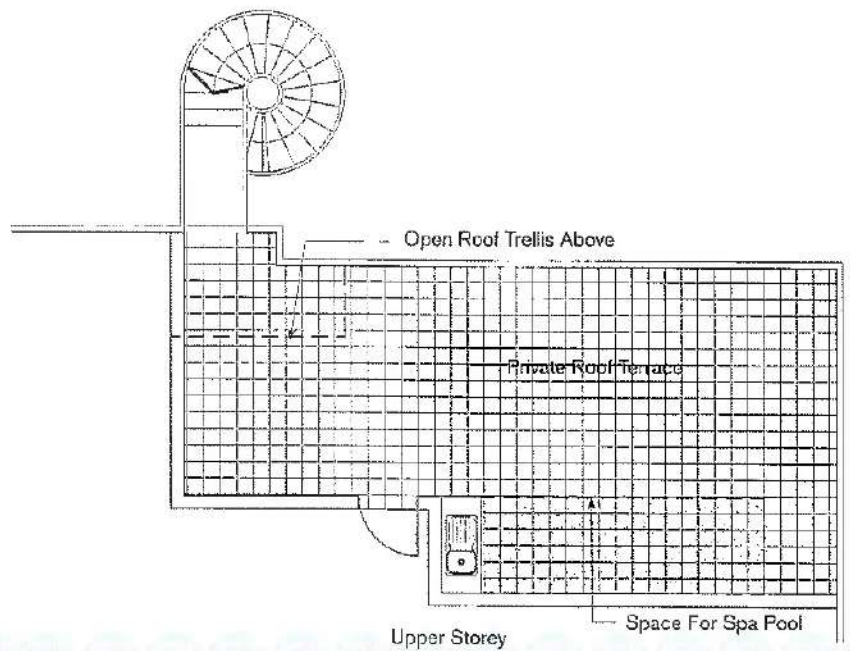 Open Roof Trellis Above
Private Roof Terrace
Space For Spa Pool
Upper Storey